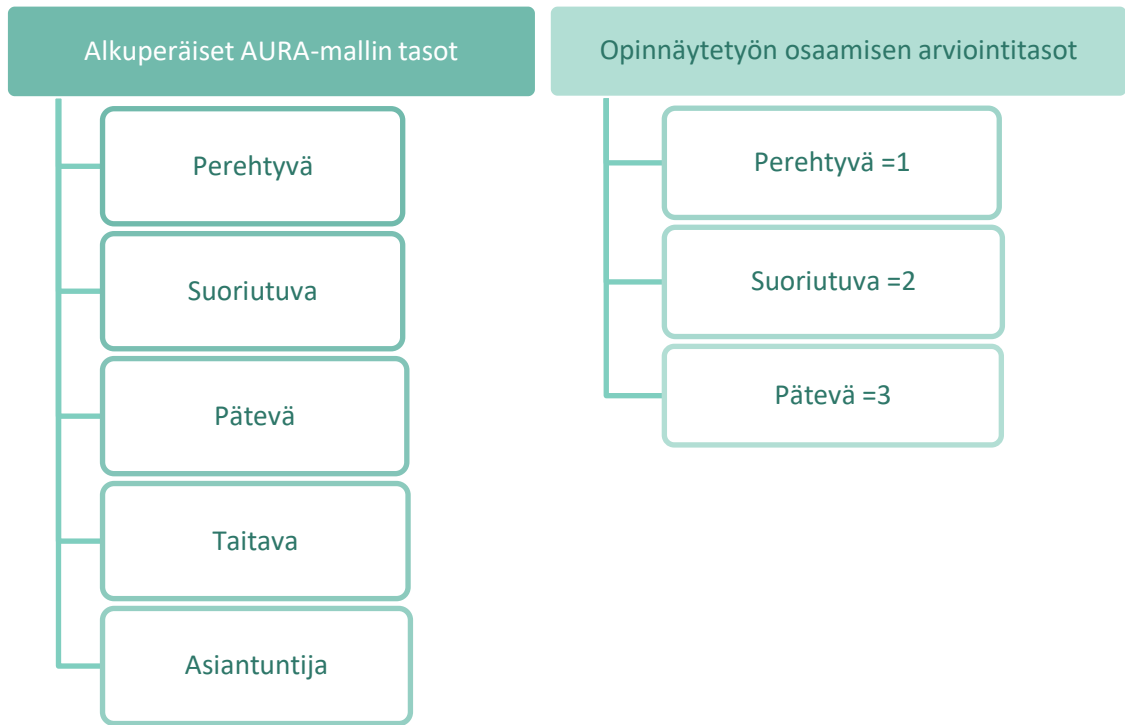 Alkuperäiset AURA-mallin tasot
Perehtyvä
Suoriutuva
Pätevä
Taitava
Asiantuntija
Opinnäytetyön osaamisen arviointitasot
Perehtyvä =1
Suoriutuva =2
Pätevä =3